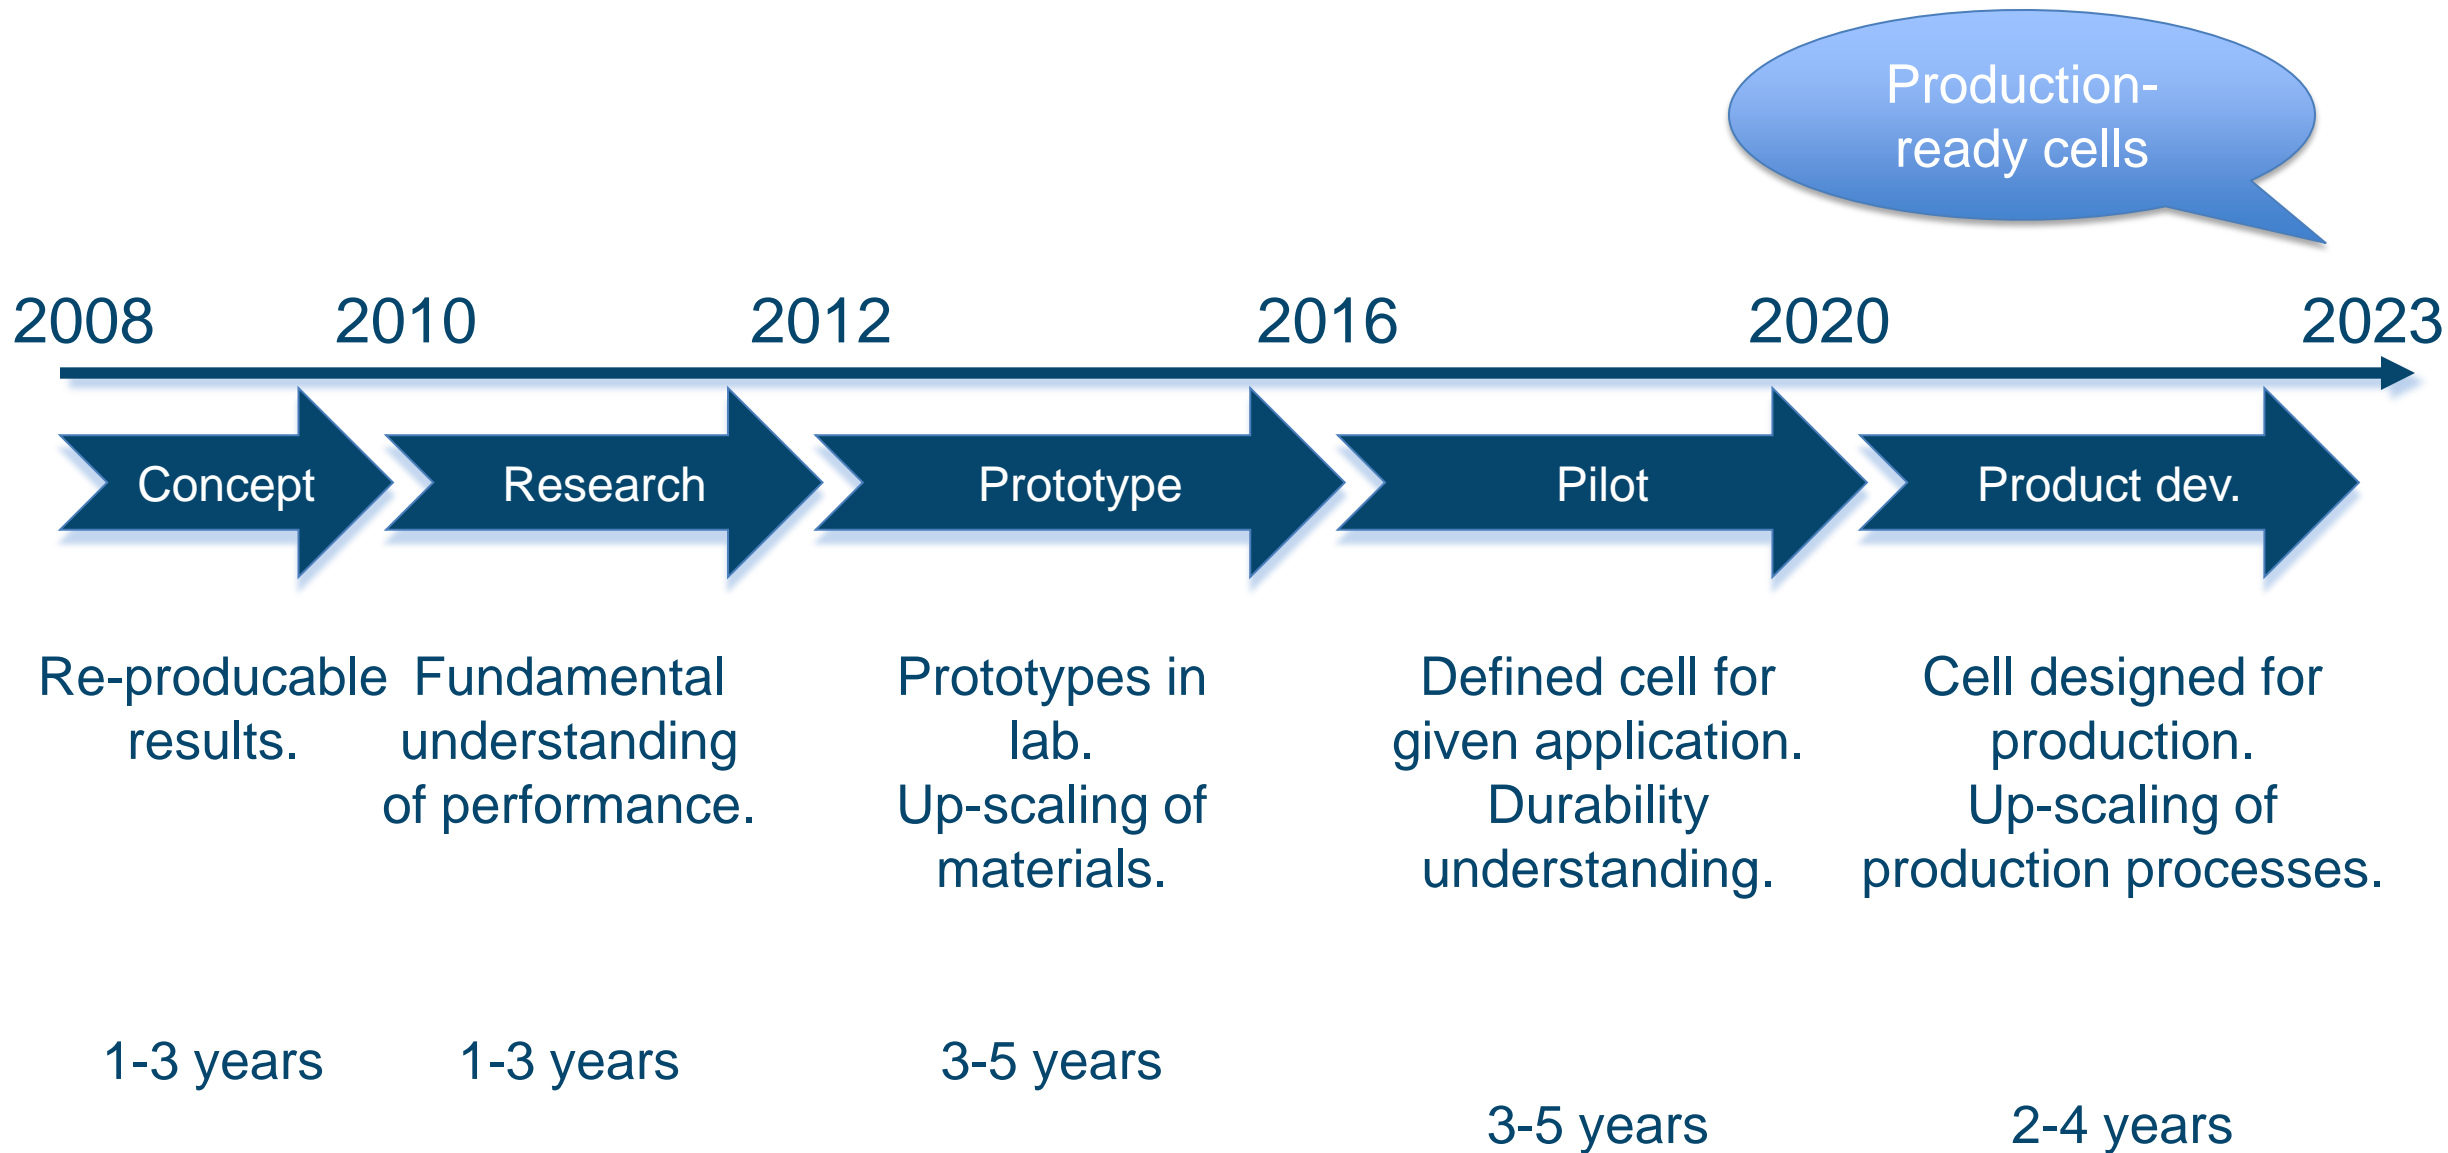 Production-
ready cells
2008 2010 2012 2016 2020 2023
Concept Research Prototype Pilot Product dev.
Re-producable
results.
Fundamental
understanding
of performance.
Prototypes in
lab.
Up-scaling of
materials.
Defined cell for
given application.
Durability
understanding.
Cell designed for
production.
Up-scaling of
production processes.
1-3 years 1-3 years 3-5 years
3-5 years 2-4 years